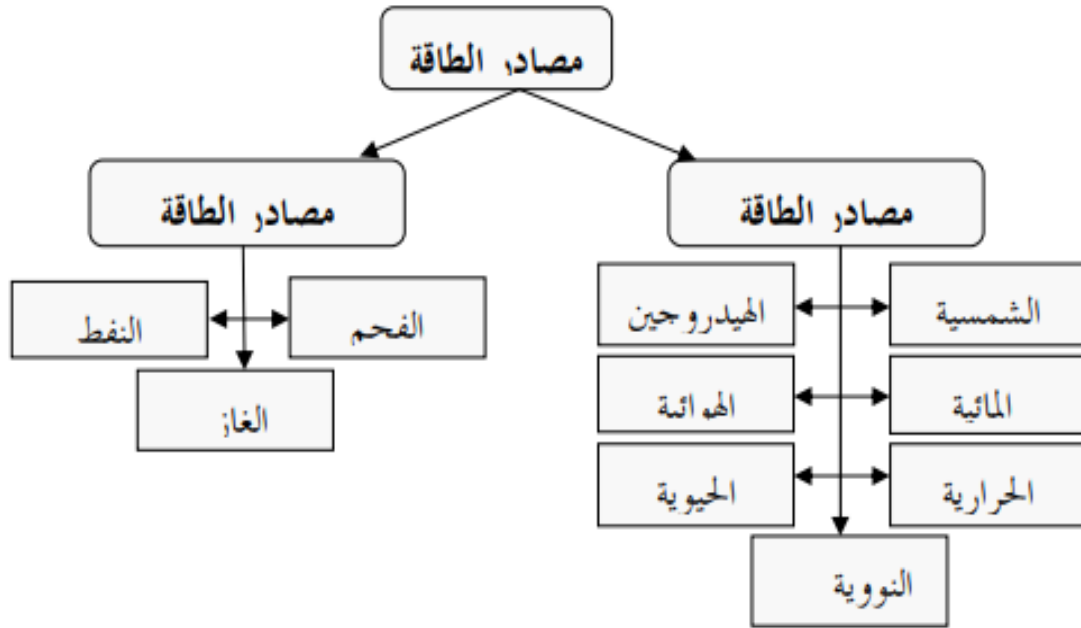 مصادر الطاقة
مصادر الطاقة
مصادر الطاقة
الشمسية
الهيدروجين
المائية
الهوائية
الحرارية
الحيوية
النووية
الفحم
النفط
الغاز